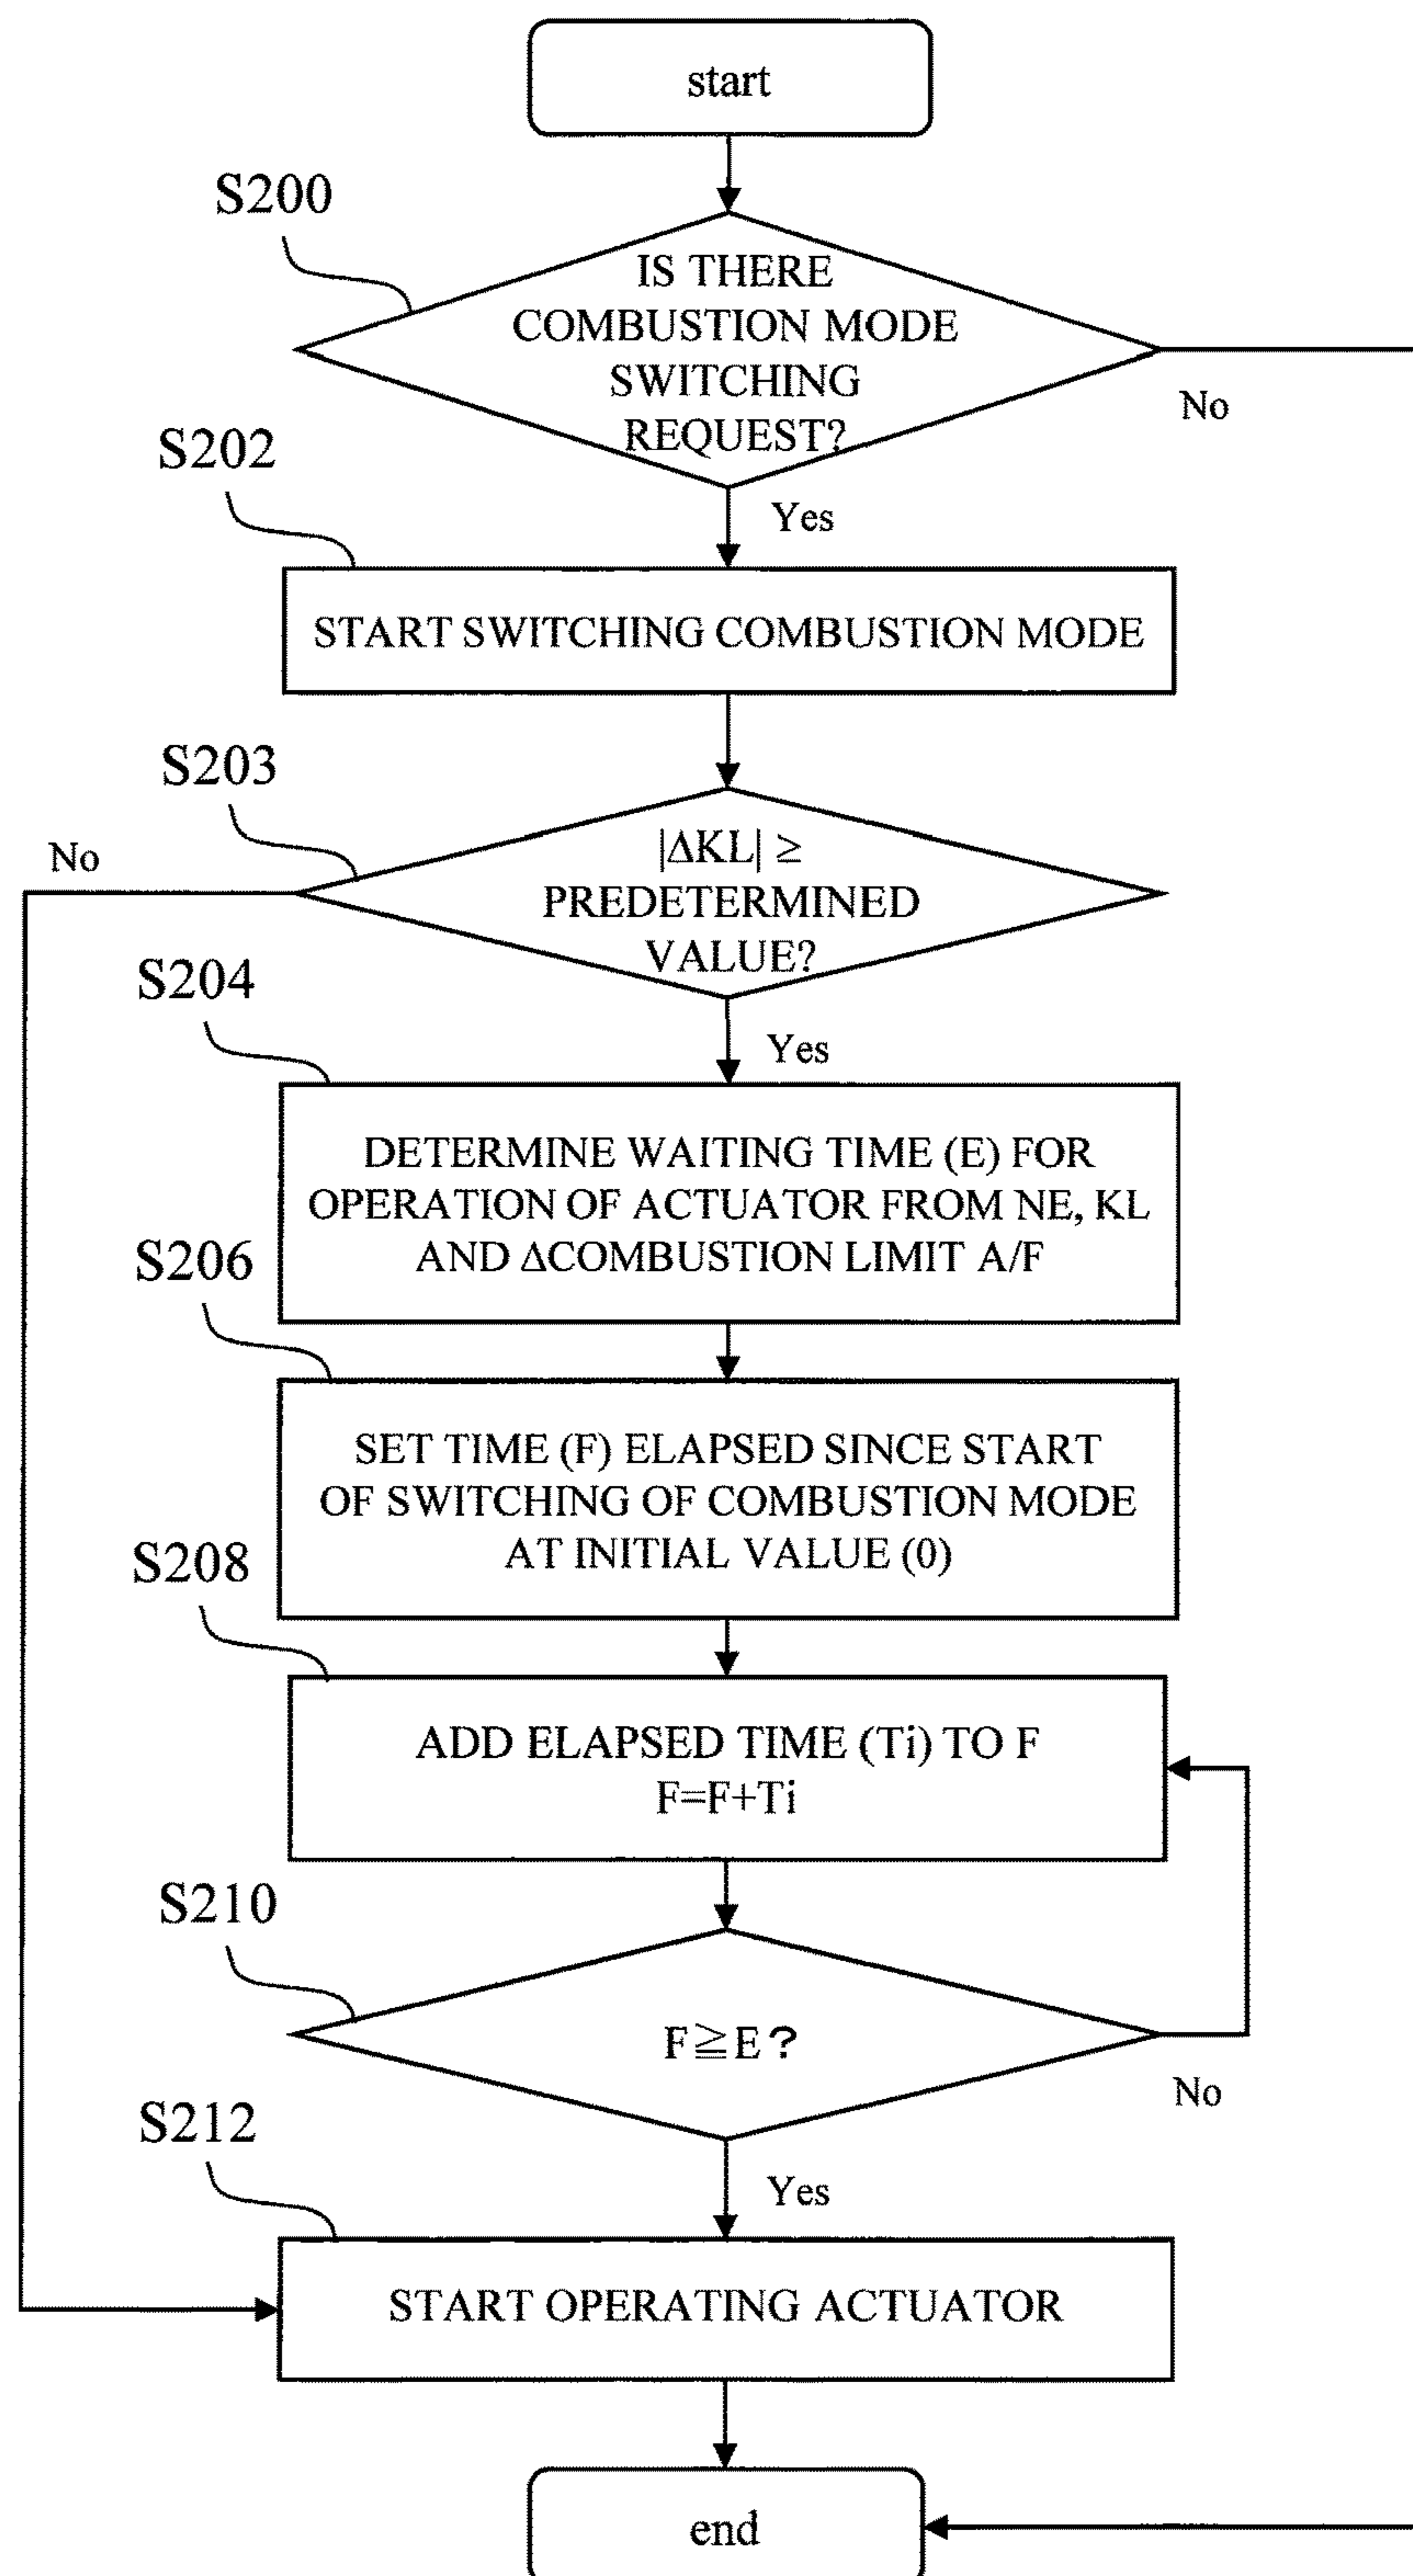 start
S200
IS THERE
COMBUSTION MODE
SWITCHING
REQUEST?
No
S202
Yes
START SWITCHING COMBUSTION MODE
S203
No
|ΔKL| ≥
PREDETERMINED
VALUE?
S204
Yes
DETERMINE WAITING TIME (E) FOR
OPERATION OF ACTUATOR FROM NE, KL
AND ΔCOMBUSTION LIMIT A/F
S206
SET TIME (F) ELAPSED SINCE START
OF SWITCHING OF COMBUSTION MODE
AT INITIAL VALUE (0)
S208
ADD ELAPSED TIME (Ti) TO F
F=F+Ti
S210
F≧E?
No
S212
Yes
START OPERATING ACTUATOR
end